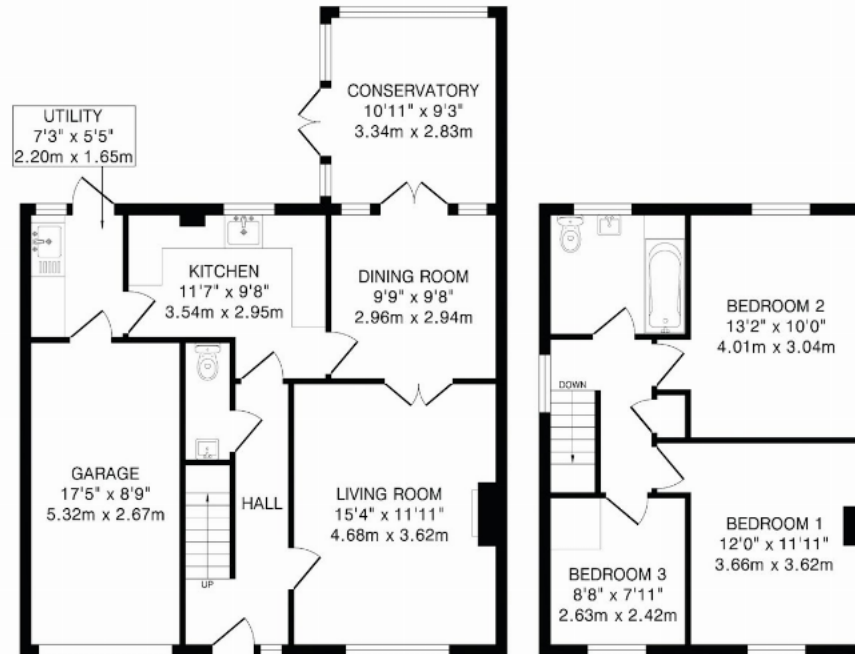 CONSERVATORY
10'11" x 9'3"
3.34m x 2.83m
UTILITY
7'3" x 5'5"
2.20m x 1.65m
KITCHEN
11'7" x 9'8"
3.54m x 2.95m
DINING ROOM
9'9" x 9'8"
2.96m x 2.94m
GARAGE
17'5" x 8'9"
5.32m x 2.67m
HALL
UP
LIVING ROOM
15'4" x 11'11"
4.68m x 3.62m
BEDROOM 2
13'2" x 10'0"
4.01m x 3.04m
DOWN
BEDROOM 1
12'0" x 11'11"
3.66m x 3.62m
BEDROOM 3
8'8" x 7'11"
2.63m x 2.42m